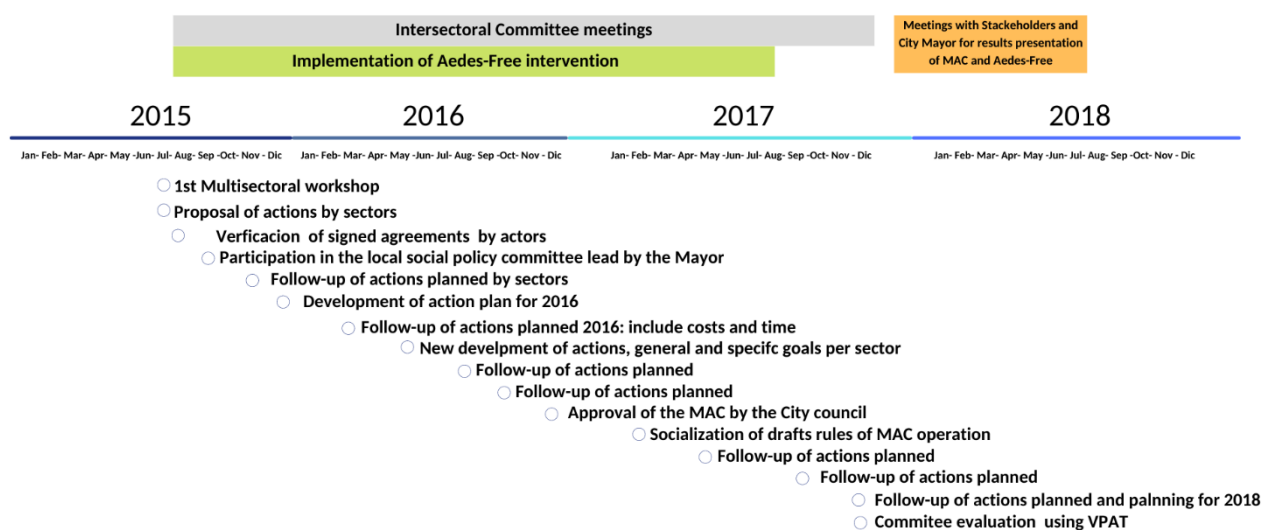 Intersectoral Committee meetings
Implementation of Aedes-Free intervention
Meetings with Stackeholders and
City Mayor for results presentation
of MAC and Aedes-Free
2015
2016
2017
2018
Jan- Feb- Mar- Apr- May -Jun- Jul- Aug- Sep -Oct- Nov - Dic
Jan- Feb- Mar- Apr- May -Jun- Jul- Aug- Sep -Oct- Nov - Dic
Jan- Feb- Mar- Apr- May -Jun- Jul- Aug- Sep -Oct- Nov - Dic
Jan- Feb- Mar- Apr- May -Jun- Jul- Aug- Sep -Oct- Nov - Dic
1st Multisectoral workshop
Proposal of actions by sectors
Verficacion of signed agreements by actors
Participation in the local social policy committee lead by the Mayor
Follow-up of actions planned by sectors
Development of action plan for 2016
Follow-up of actions planned 2016: include costs and time
New develpment of actions, general and specifc goals per sector
Follow-up of actions planned
Follow-up of actions planned
Approval of the MAC by the City council
Socialization of drafts rules of MAC operation
Follow-up of actions planned
Follow-up of actions planned
Follow-up of actions planned and palnning for 2018
Commitee evaluation using VPAT